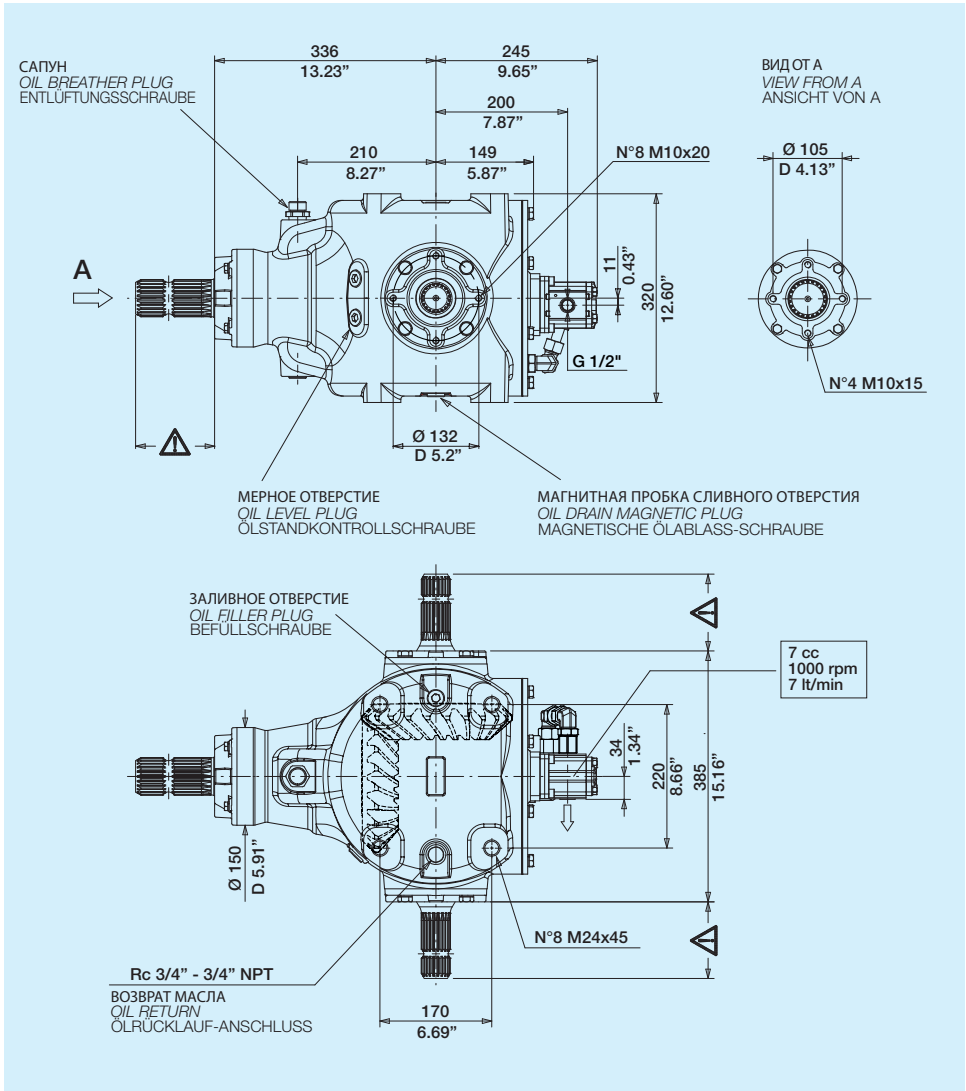 САПУН
OIL BREATHER PLUG
ENTLÜFTUNGSSCHRAUBE
336
13.23”
245
9.65”
ВИД ОТ А
VIEW FROM A
ANSICHT VON A
200
7.87”
210
8.27”
149
5.87”
N°8 M10x20
Ø 105
D 4.13”
A
11
0.43”
320
12.60”
G 1/2"
N°4 M10x15
Ø 132
D 5.2”
МЕРНОЕ ОТВЕРСТИЕ
OIL LEVEL PLUG
ÖLSTANDKONTROLLSCHRAUBE
МАГНИТНАЯ ПРОБКА СЛИВНОГО ОТВЕРСТИЯ
OIL DRAIN MAGNETIC PLUG
MAGNETISCHE ÖLABLASS-SCHRAUBE
ЗАЛИВНОЕ ОТВЕРСТИЕ
OIL FILLER PLUG
BEFÜLLSCHRAUBE
7 cc
1000 rpm
7 lt/min
34
1.34”
220
8.66”
385
15.16”
Ø 150
D 5.91”
N°8 M24x45
Rc 3/4” - 3/4” NPT
ВОЗВРАТ МАСЛА
OIL RETURN
ÖLRÜCKLAUF-ANSCHLUSS
170
6.69”